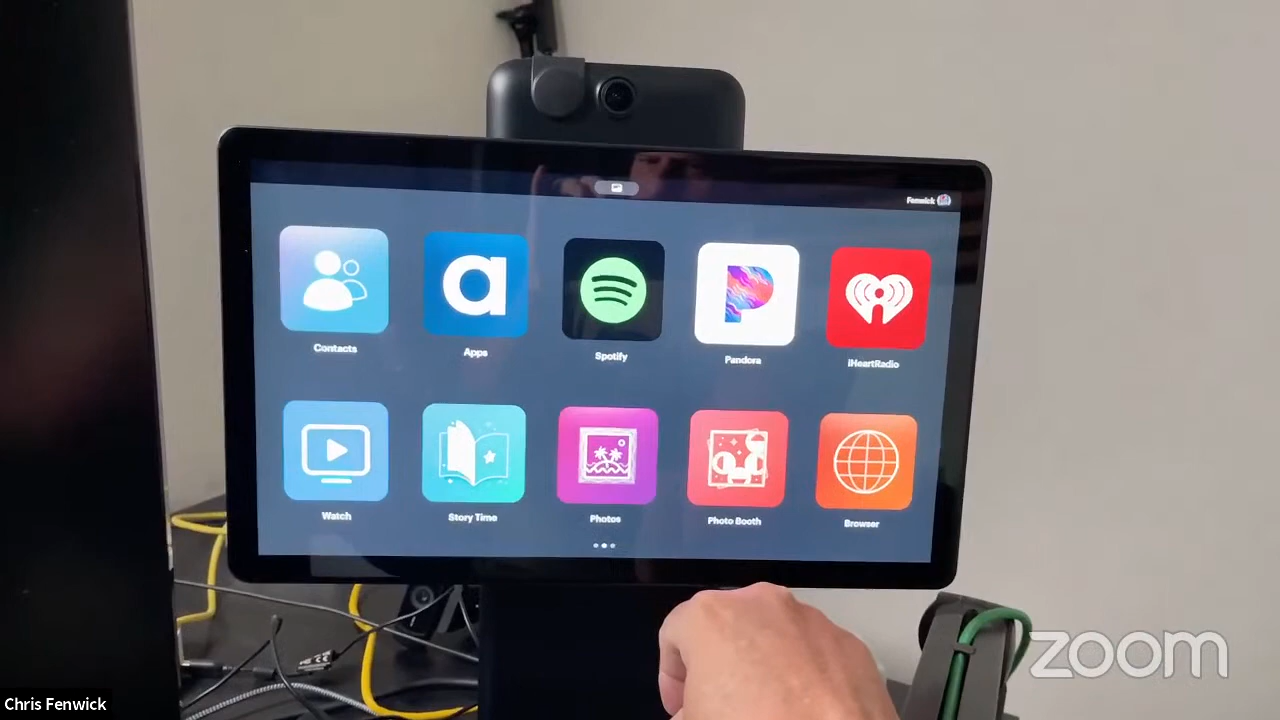 Fenwick
Contacts
a
Apps
Spotify
P
Pandora
iHeartRadio
Watch
Story Time
Photos
Photo Booth
Browser
zoom
Chris Fenwick